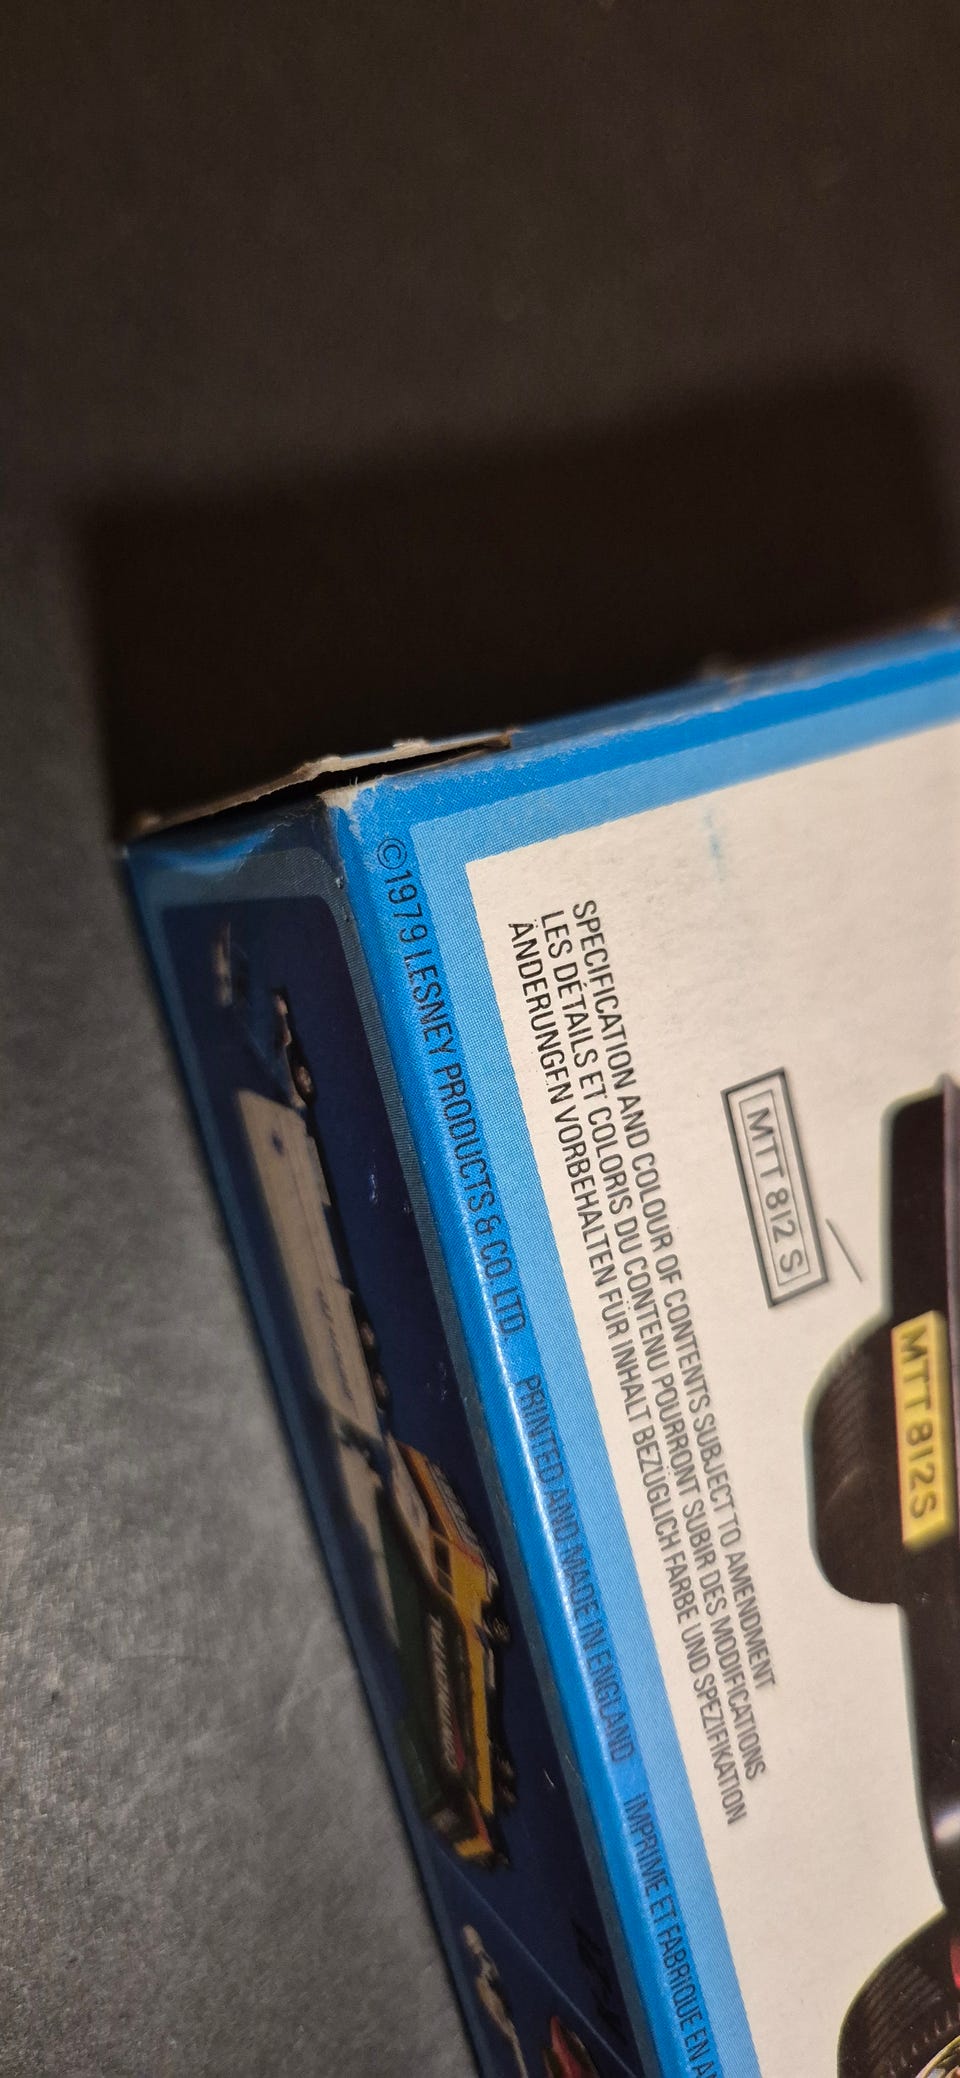 ©1979 LESNEY PRODUCTS & CO. LTD. PRINTED AND MADE IN ENGLAND IMPRIME ET FABRIQUE EN
SPECIFICATION AND COLOUR OF CONTENTS SUBJECT TO AMENDMENT
LES DÉTAILS ET COLORIS DU CONTENU POURRONT SUBIR DES MODIFICATIONS
ÄNDERUNGEN VORBEHALTEN FÜR INHALT BEZÜGLICH FARBE UND SPEZIFIKATION
MTT 812 S
MTT 812S
CONTINENTAL